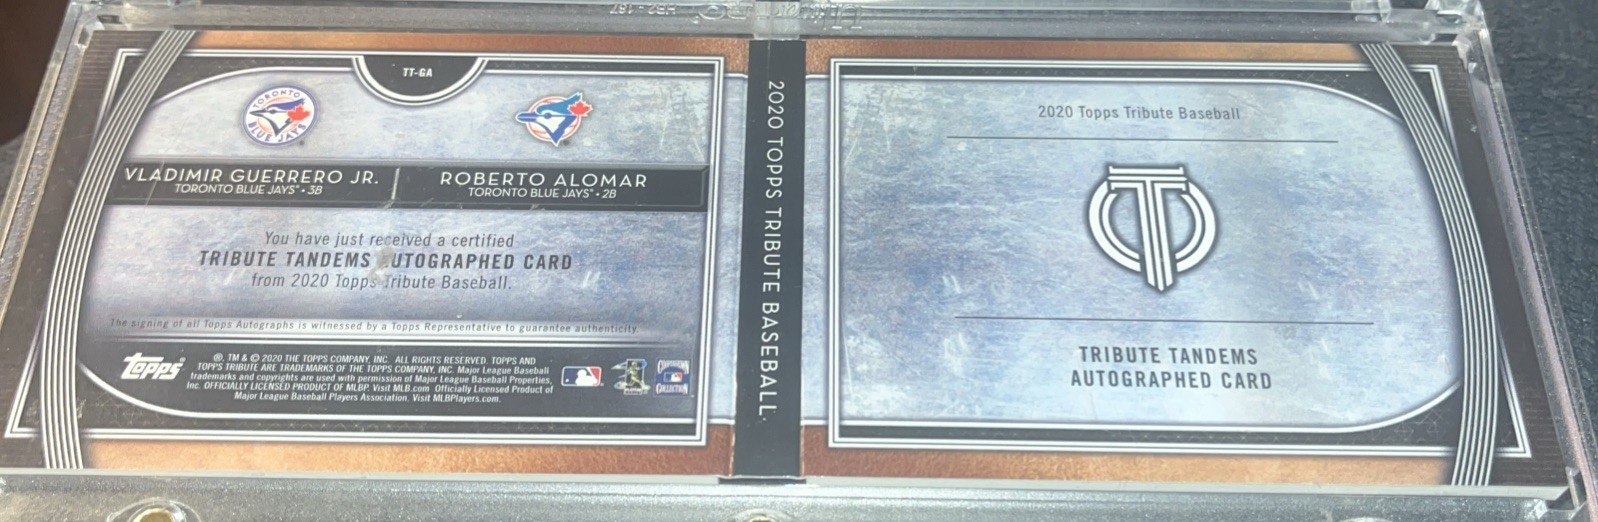 TT-GA
TORONTO
BLUE JAYS
VLADIMIR GUERRERO JR.
TORONTO BLUE JAYS® • 3B
ROBERTO ALOMAR
TORONTO BLUE JAYS® • 2B
You have just received a certified
TRIBUTE TANDEMS AUTOGRAPHED CARD
from 2020 Topps Tribute Baseball.
The signing of all Topps Autographs is witnessed by a Topps Representative to guarantee authenticity.
Topps
®, TM & © 2020 THE TOPPS COMPANY, INC. ALL RIGHTS RESERVED. TOPPS AND
TOPPS TRIBUTE ARE TRADEMARKS OF THE TOPPS COMPANY, INC. Major League Baseball
trademarks and copyrights are used with permission of Major League Baseball Properties,
Inc. OFFICIALLY LICENSED PRODUCT OF MLBP. Visit MLB.com Officially Licensed Product of
Major League Baseball Players Association. Visit MLBPlayers.com.
COOPERSTOWN
COLLECTION
2020 TOPPS TRIBUTE BASEBALL
2020 Topps Tribute Baseball
TRIBUTE TANDEMS
AUTOGRAPHED CARD